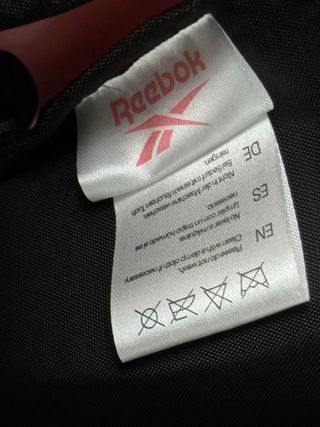 Reebok
EN
Please do not wash.
Clean with a damp cloth if necessary.
ES
No lavar a máquina.
Limpiar con un trapo húmedo si es
necesario.
DE
Nicht in der Maschine waschen.
Bei Bedarf mit einem feuchten Tuch
reinigen.